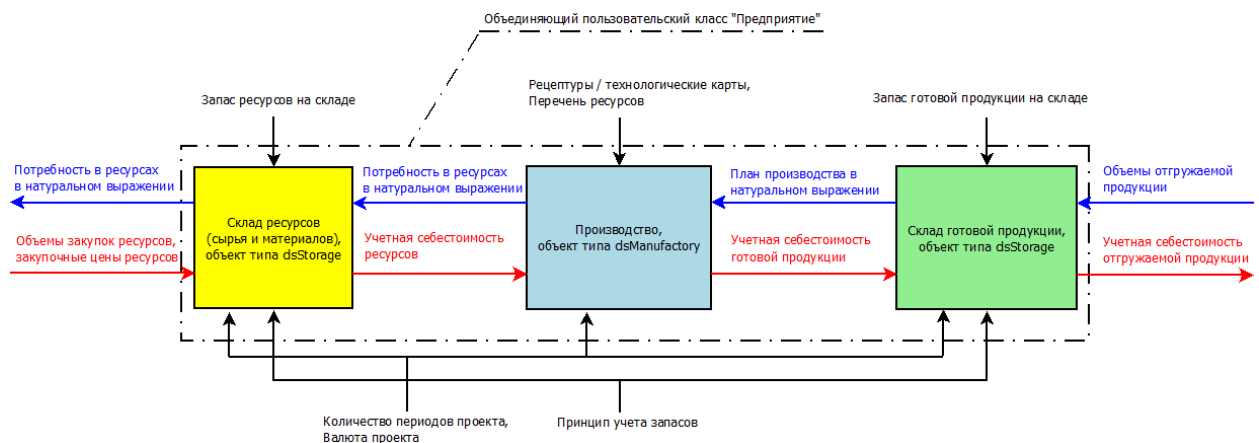 Объединяющий пользовательский класс "Предприятие"
Запас ресурсов на складе
Рецептуры / технологические карты,
Перечень ресурсов
Запас готовой продукции на складе
Потребность в ресурсах
в натуральном выражении
Потребность в ресурсах
в натуральном выражении
План производства в
натуральном выражении
Объемы отгружаемой
продукции
Склад ресурсов
(сырья и материалов),
объект типа dsStorage
Производство,
объект типа dsManufactory
Склад готовой продукции,
объект типа dsStorage
Объемы закупок ресурсов,
закупочные цены ресурсов
Учетная себестоимость
ресурсов
Учетная себестоимость
готовой продукции
Учетная себестоимость
отгружаемой продукции
Количество периодов проекта,
Валюта проекта
Принцип учета запасов